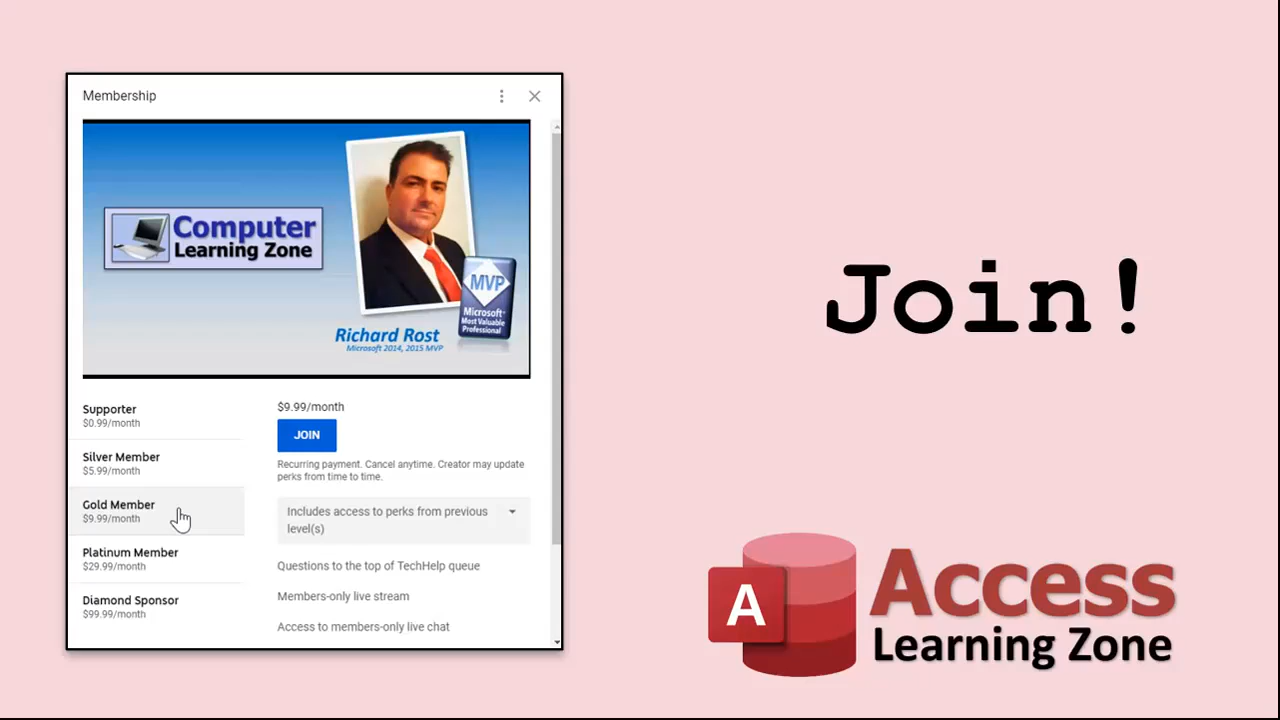 Membership
Computer
Learning Zone
MVP
Microsoft
Most Valuable
Professional
Richard Rost
Microsoft 2014, 2015 MVP
Supporter
$0.99/month
Silver Member
$5.99/month
Gold Member
$9.99/month
Platinum Member
$29.99/month
Diamond Sponsor
$99.99/month
$9.99/month
JOIN
Recurring payment. Cancel anytime. Creator may update
perks from time to time.
Includes access to perks from previous
level(s)
Questions to the top of TechHelp queue
Members-only live stream
Access to members-only live chat
Join!
A
Access
Learning Zone